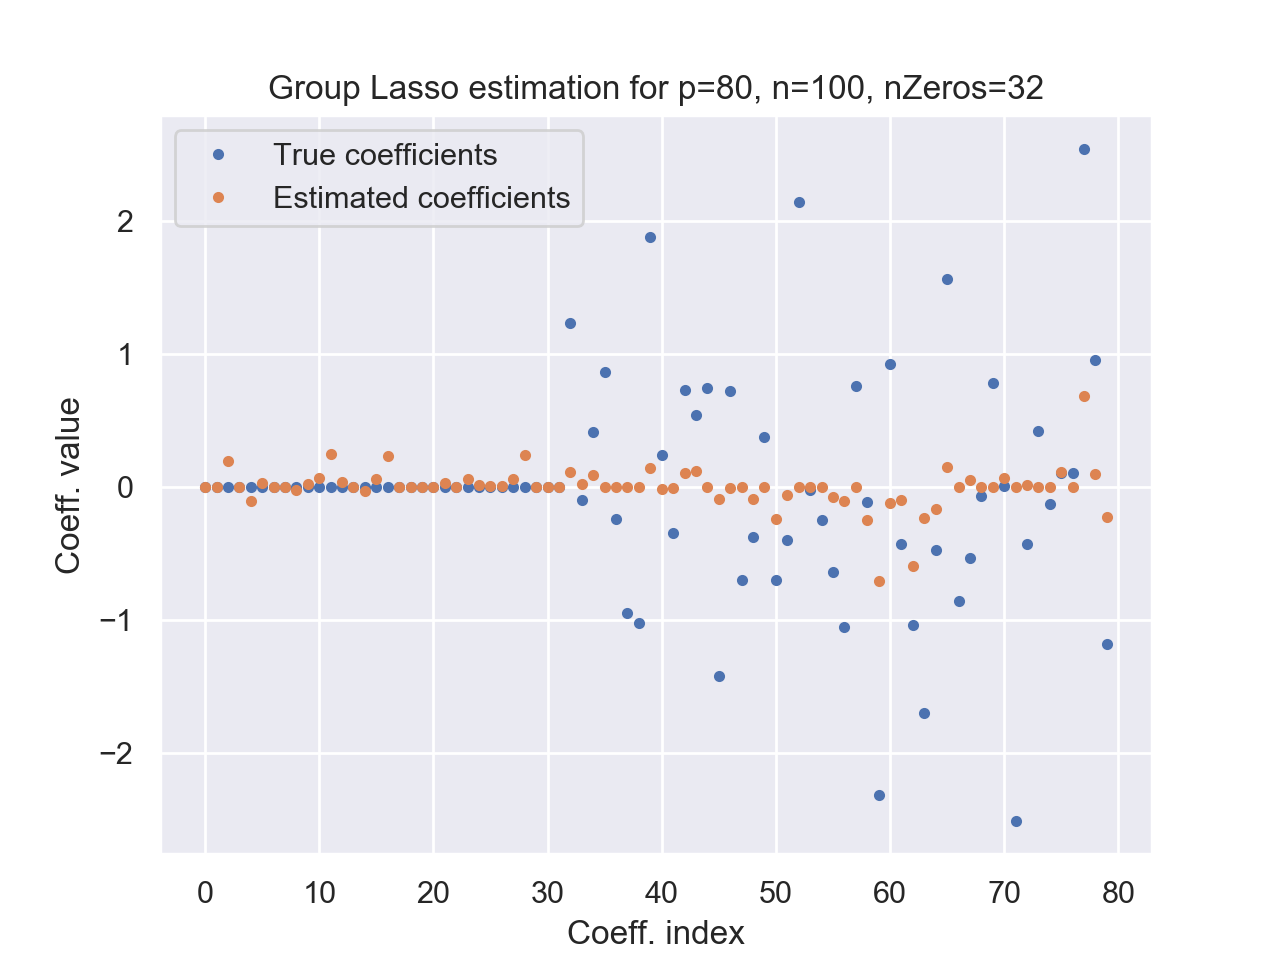 Group Lasso estimation for p=80, n=100, nZeros=32
True coefficients
Estimated coefficients
2
1
0
−1
−2
Coeff. value
0 10 20 30 40 50 60 70 80
Coeff. index